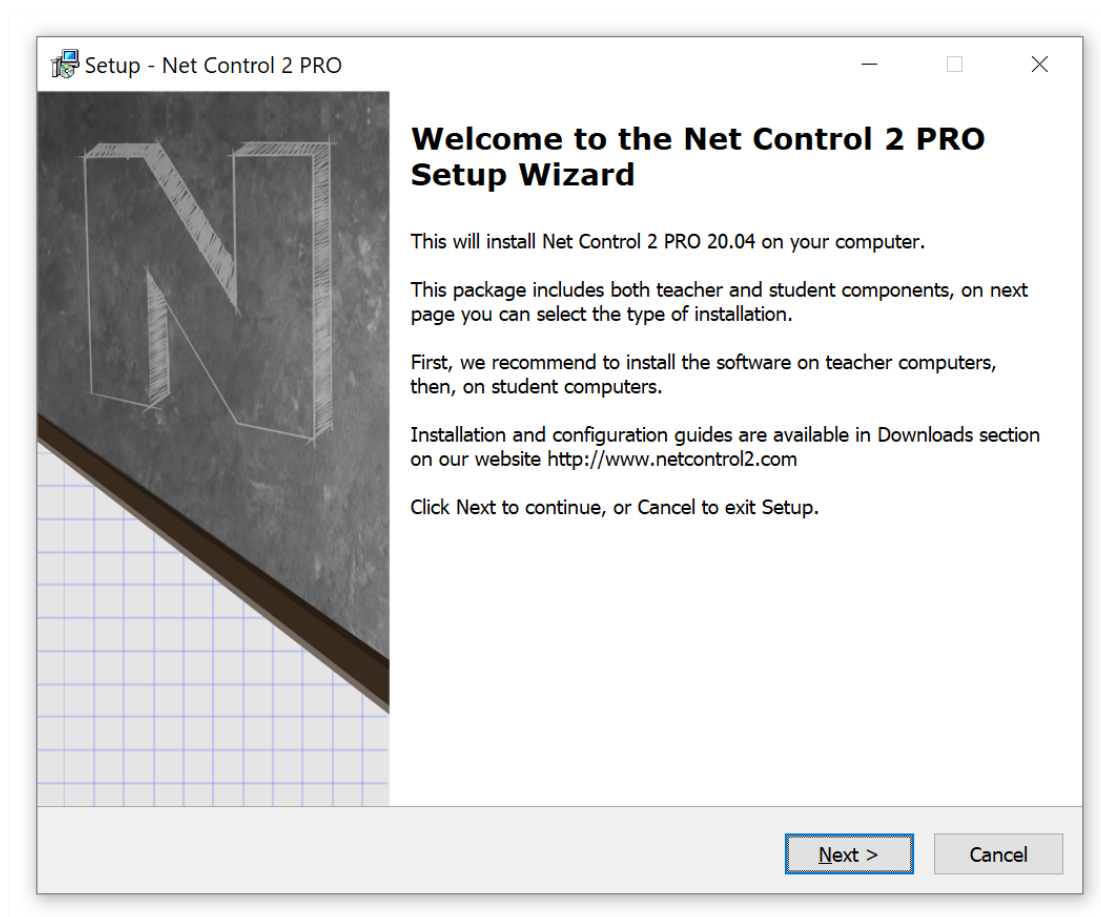 Setup - Net Control 2 PRO
N
Welcome to the Net Control 2 PRO
Setup Wizard
This will install Net Control 2 PRO 20.04 on your computer.
This package includes both teacher and student components, on next
page you can select the type of installation.
First, we recommend to install the software on teacher computers,
then, on student computers.
Installation and configuration guides are available in Downloads section
on our website http://www.netcontrol2.com
Click Next to continue, or Cancel to exit Setup.
Next >
Cancel